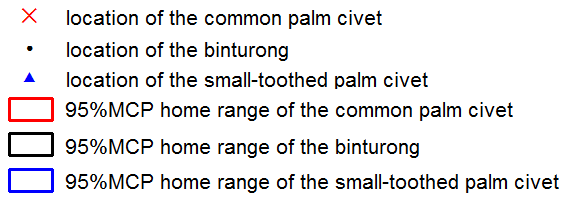 location of the common palm civet
location of the binturong
location of the small-toothed palm civet
95%MCP home range of the common palm civet
95%MCP home range of the binturong
95%MCP home range of the small-toothed palm civet